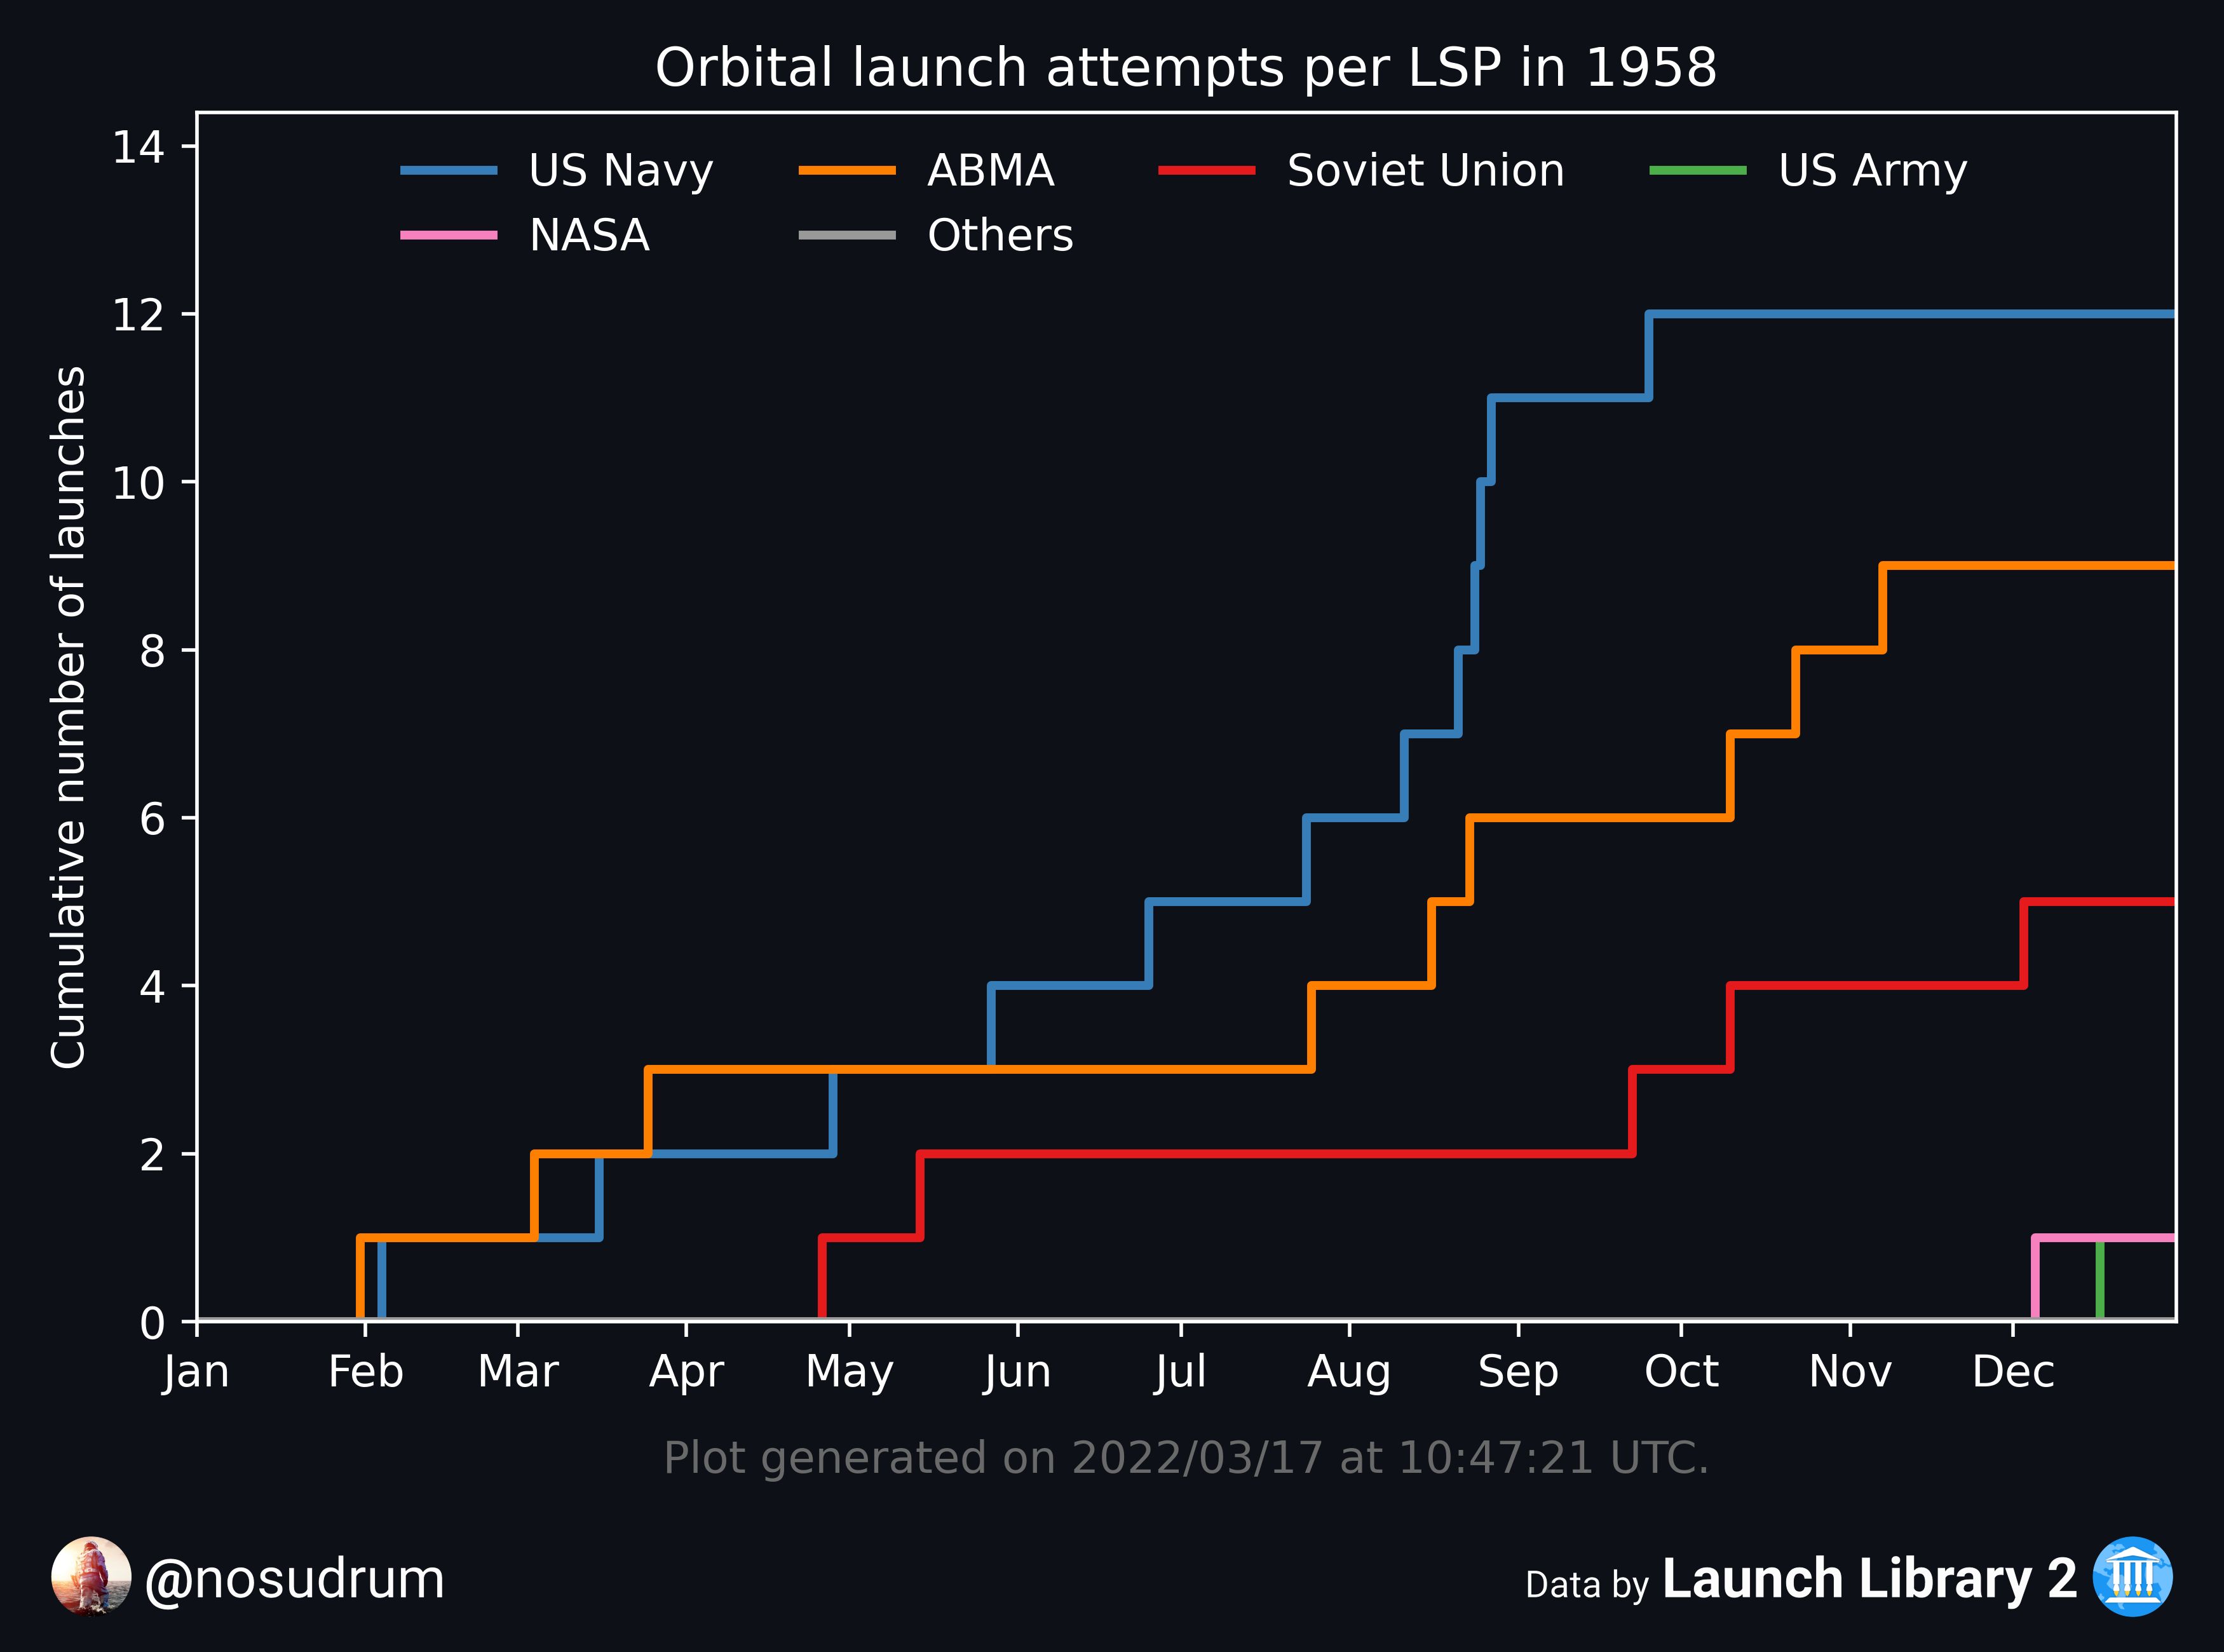 Orbital launch attempts per LSP in 1958
14
12
10
8
6
4
2
0
Cumulative number of launches
US Navy ABMA Soviet Union US Army
NASA Others
Jan Feb Mar Apr May Jun Jul Aug Sep Oct Nov Dec
Plot generated on 2022/03/17 at 10:47:21 UTC.
@nosudrum
Data by Launch Library 2